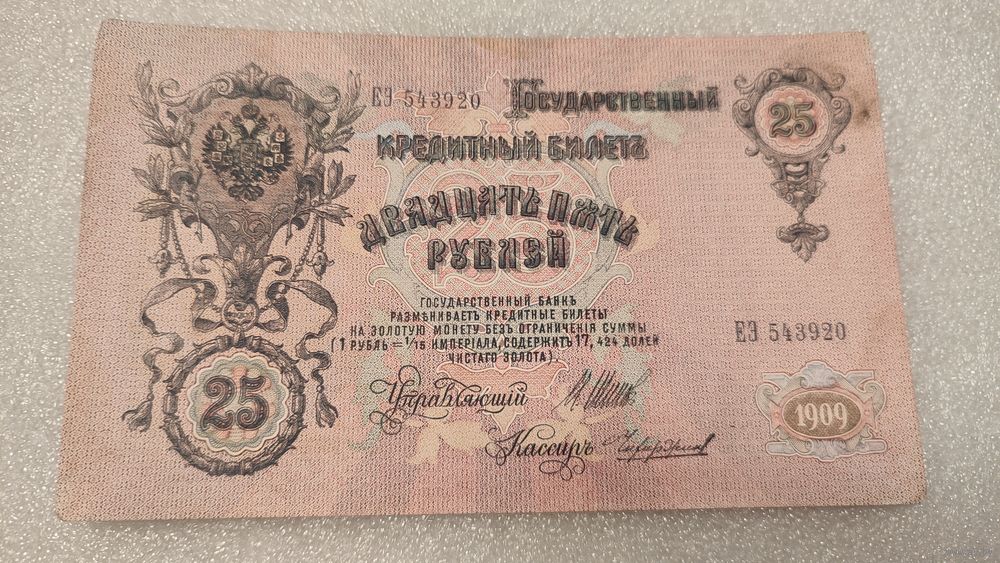 ЕЭ 543920 Государственный 25
кредитный билетъ
двадцать пять
рублей
Государственный банкъ
размѣниваетъ кредитные билеты
на золотую монету безъ ограниченія суммы
(1 рубль = 1/15 имперіала, содержитъ 17,424 долей
чистаго золота).
ЕЭ 543920
25
Управляющій
1909
Кассиръ